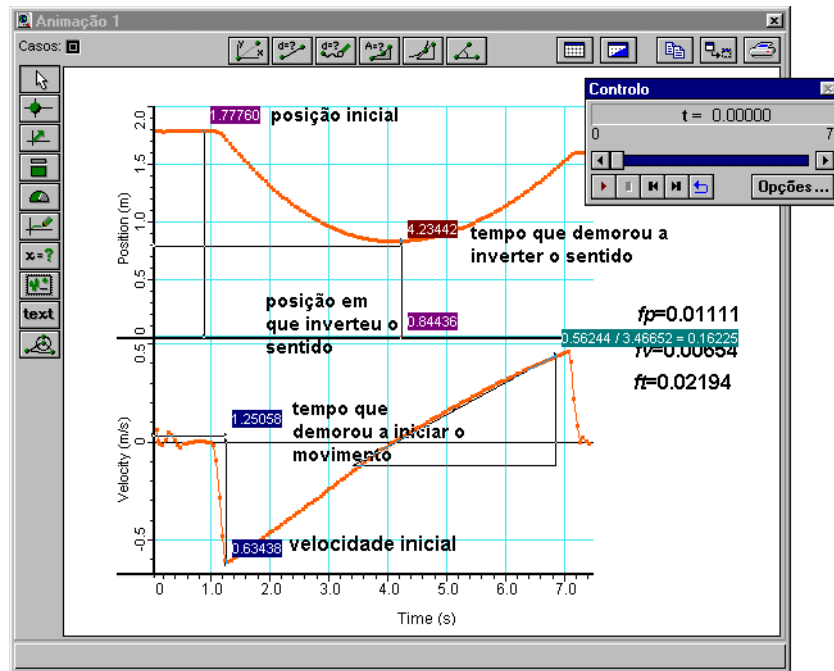 Animação 1
Casos:
y x d=? d=? A=?
x=?
text
Controlo
t = 0.00000
0 7
Opções ...
Position (m)
2.0
1.5
1.0
0.5
0
1.77760 posição inicial
4.23442 tempo que demorou a
inverter o sentido
posição em
que inverteu o
sentido
0.84436
fp=0.01111
0.56244 / 3.46652 = 0.16225
fv=0.00654
ft=0.02194
Velocity (m/s)
0.5
0
-0.5
1.25058 tempo que
demorou a iniciar o
movimento
0.63438 velocidade inicial
0 1.0 2.0 3.0 4.0 5.0 6.0 7.0
Time (s)